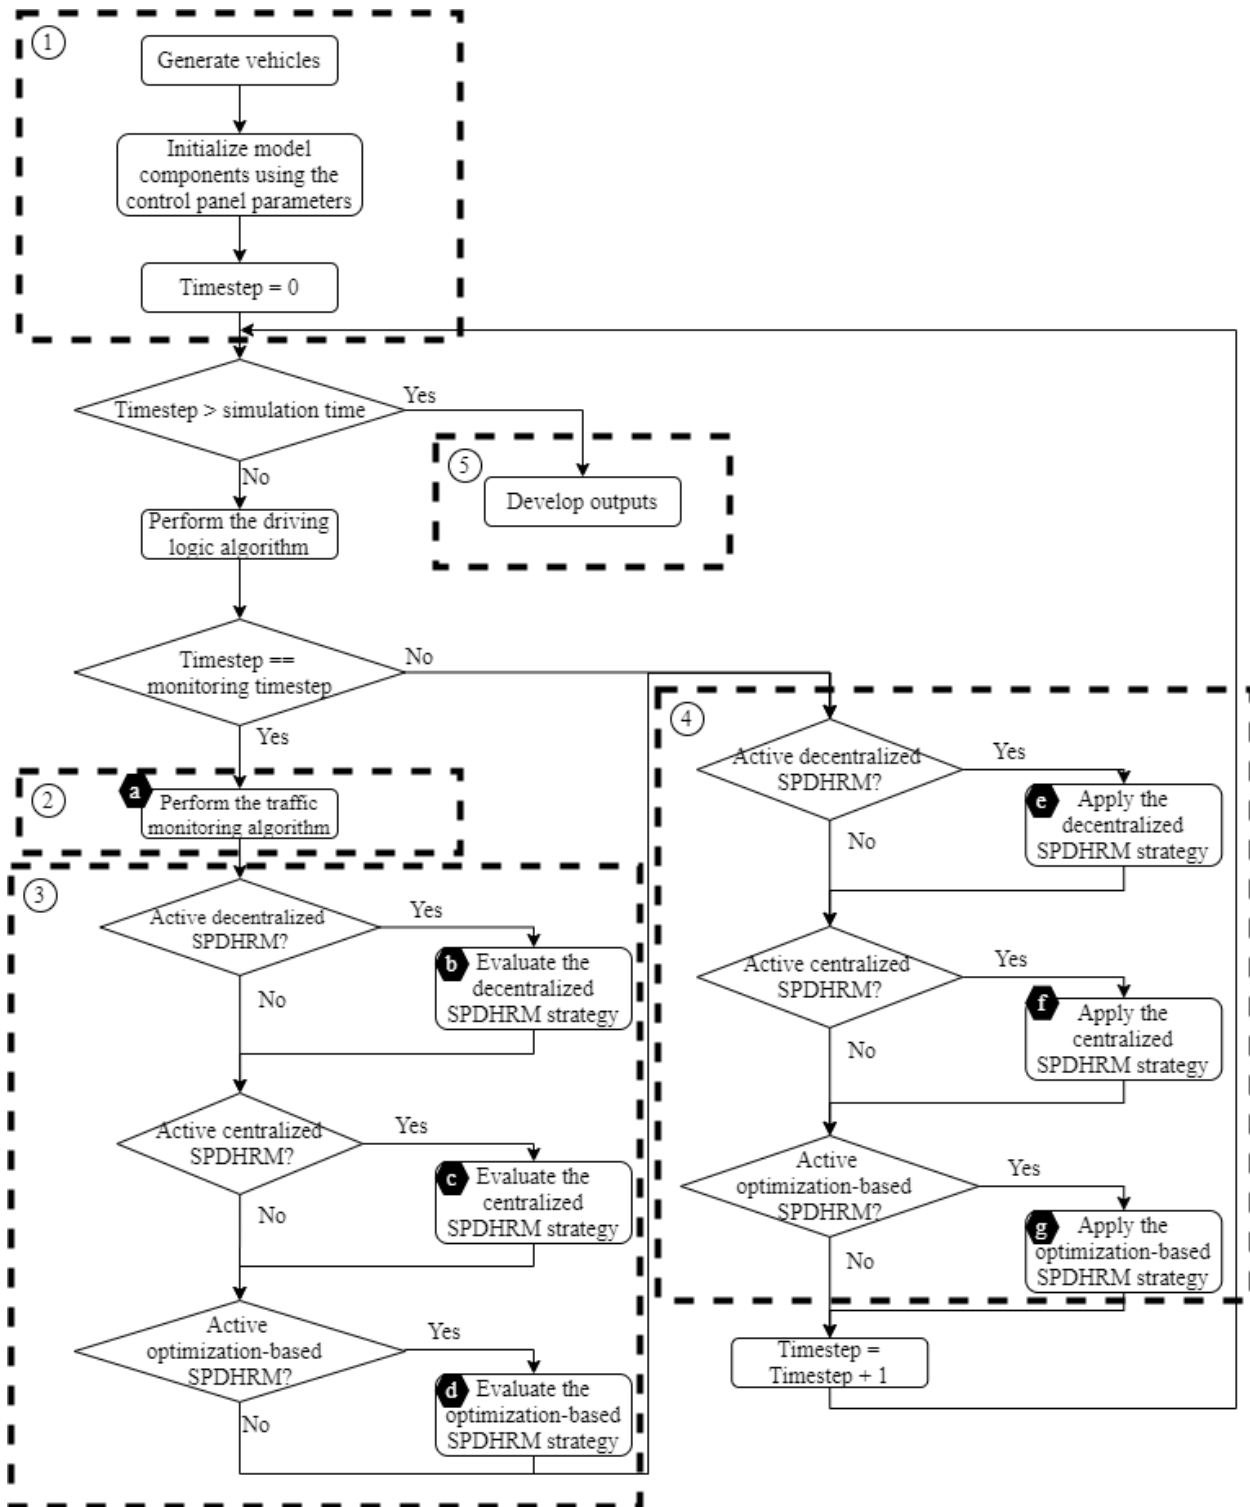 1
Generate vehicles
Initialize model
components using the
control panel parameters
Timestep = 0
Timestep > simulation time
Yes
No
5
Develop outputs
Perform the driving
logic algorithm
Timestep ==
monitoring timestep
No
Yes
2
a
Perform the traffic
monitoring algorithm
3
Active decentralized
SPDHRM?
Yes
No
b
Evaluate the
decentralized
SPDHRM strategy
Active centralized
SPDHRM?
Yes
No
c
Evaluate the
centralized
SPDHRM strategy
Active
optimization-based
SPDHRM?
Yes
No
d
Evaluate the
optimization-based
SPDHRM strategy
4
Active decentralized
SPDHRM?
Yes
No
e
Apply the
decentralized
SPDHRM strategy
Active centralized
SPDHRM?
Yes
No
f
Apply the
centralized
SPDHRM strategy
Active
optimization-based
SPDHRM?
Yes
No
g
Apply the
optimization-based
SPDHRM strategy
Timestep =
Timestep + 1